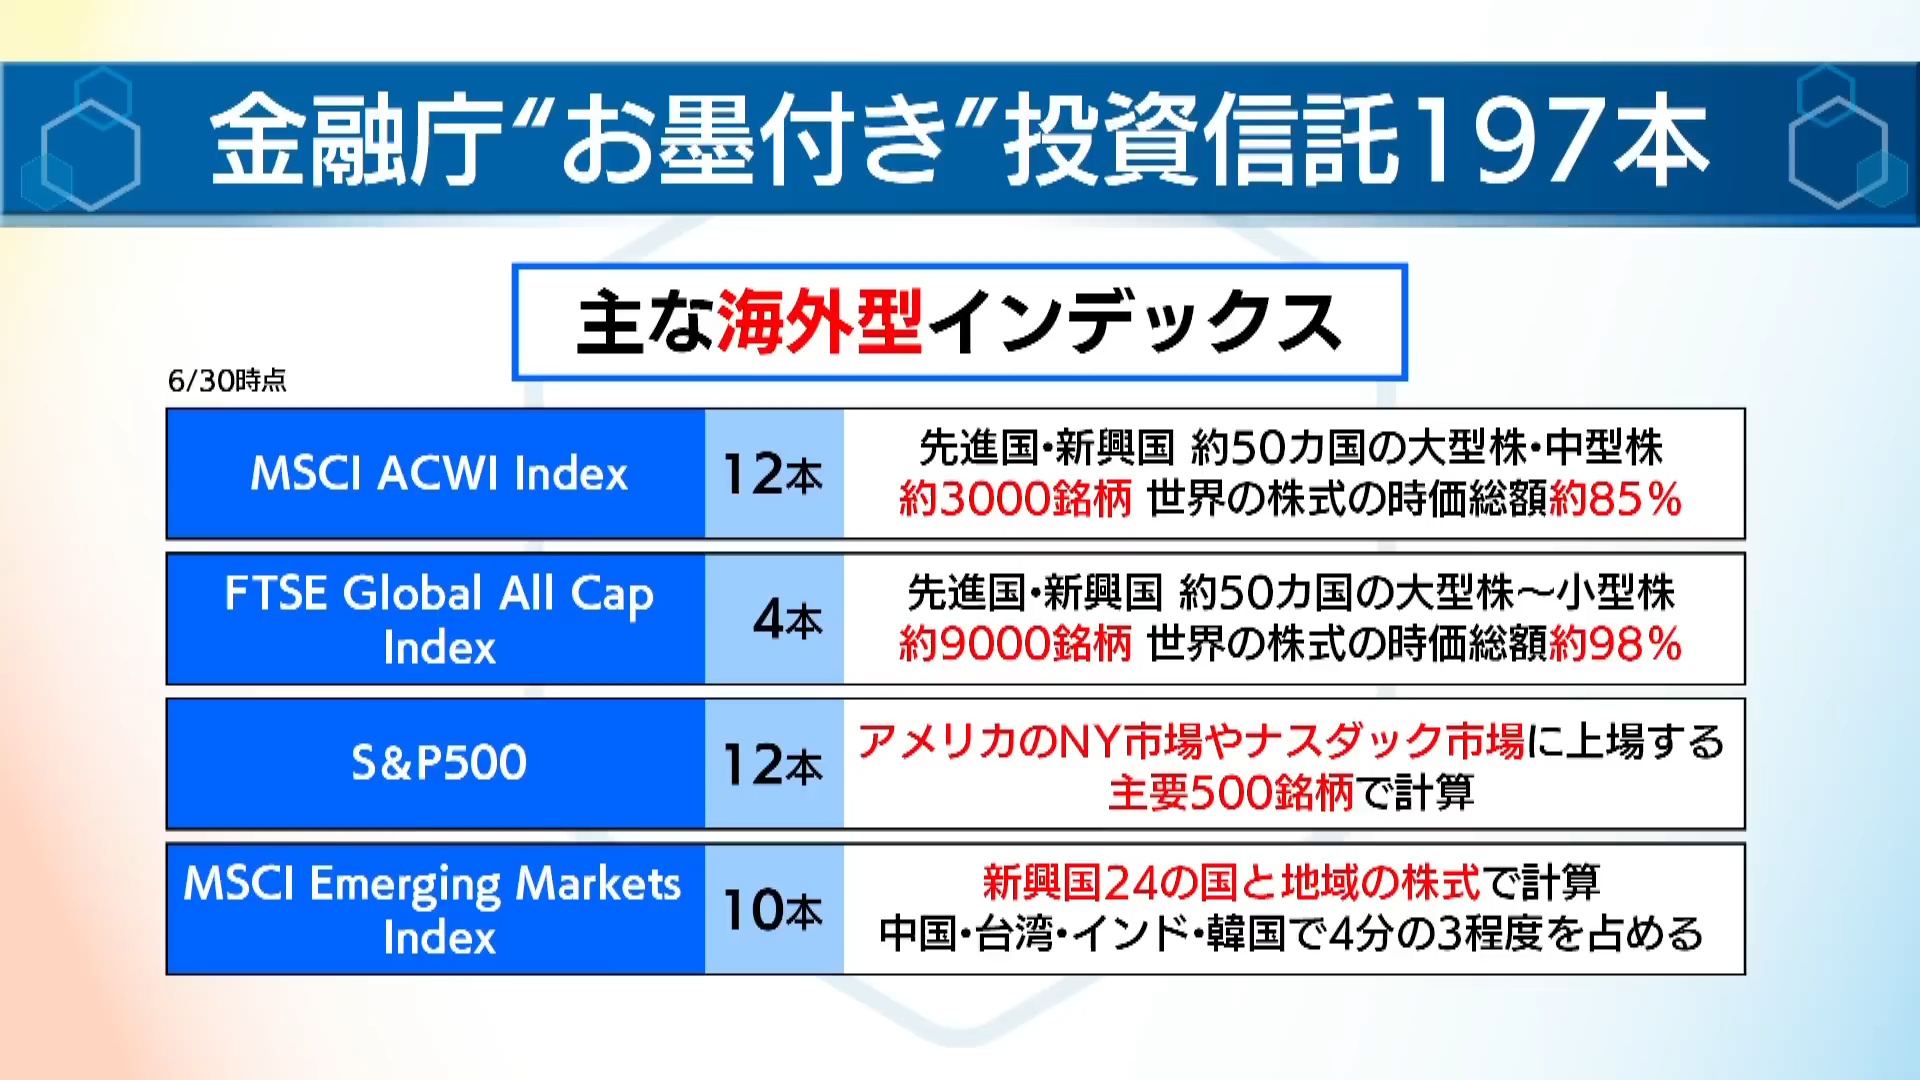 金融庁“お墨付き”投資信託197本
主な海外型インデックス
6/30時点
MSCI ACWI Index
12本
先進国・新興国 約50カ国の大型株・中型株
約3000銘柄 世界の株式の時価総額約85%
FTSE Global All Cap
Index
4本
先進国・新興国 約50カ国の大型株~小型株
約9000銘柄 世界の株式の時価総額約98%
S&P500
12本
アメリカのNY市場やナスダック市場に上場する
主要500銘柄で計算
MSCI Emerging Markets
Index
10本
新興国24の国と地域の株式で計算
中国・台湾・インド・韓国で4分の3程度を占める